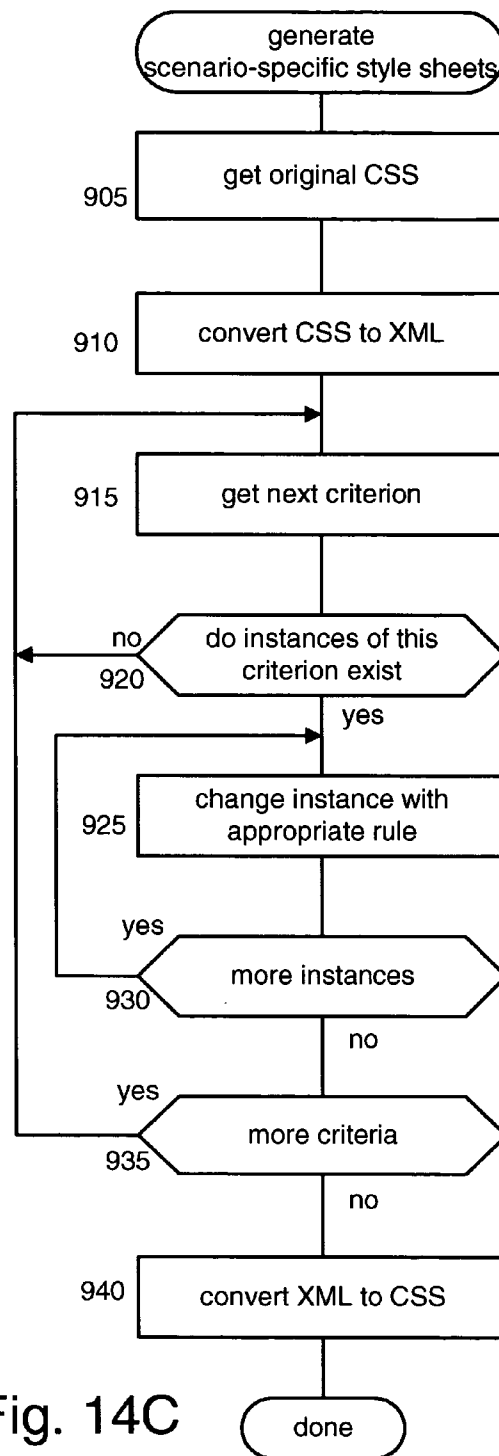 generate
scenario-specific style sheets
get original CSS
905
convert CSS to XML
910
get next criterion
915
no
do instances of this
criterion exist
920
yes
change instance with
appropriate rule
925
yes
more instances
930
no
yes
more criteria
935
no
convert XML to CSS
940
Fig. 14C
done